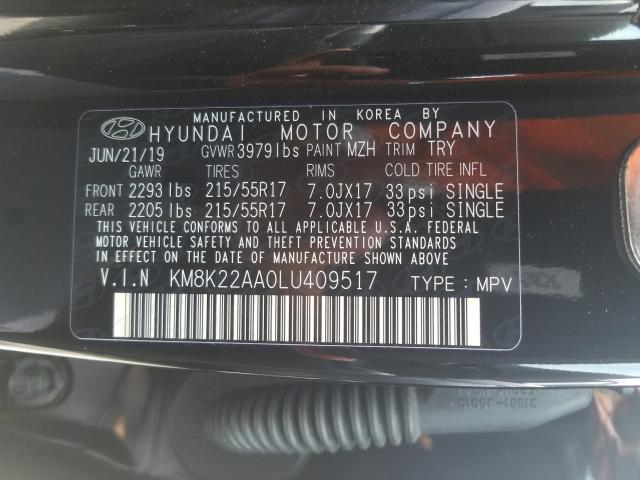 MANUFACTURED IN KOREA BY
HYUNDAI MOTOR COMPANY
JUN/21/19 GVWR 3979 lbs PAINT MZH TRIM TRY
GAWR TIRES RIMS COLD TIRE INFL
FRONT 2293 lbs 215/55R17 7.0JX17 33psi SINGLE
REAR 2205 lbs 215/55R17 7.0JX17 33psi SINGLE
THIS VEHICLE CONFORMS TO ALL APPLICABLE U.S.A. FEDERAL
MOTOR VEHICLE SAFETY AND THEFT PREVENTION STANDARDS IN
EFFECT ON THE DATE OF MANUFACTURE SHOWN ABOVE.
V.I.N KM8K22AA0LU409517 TYPE : MPV